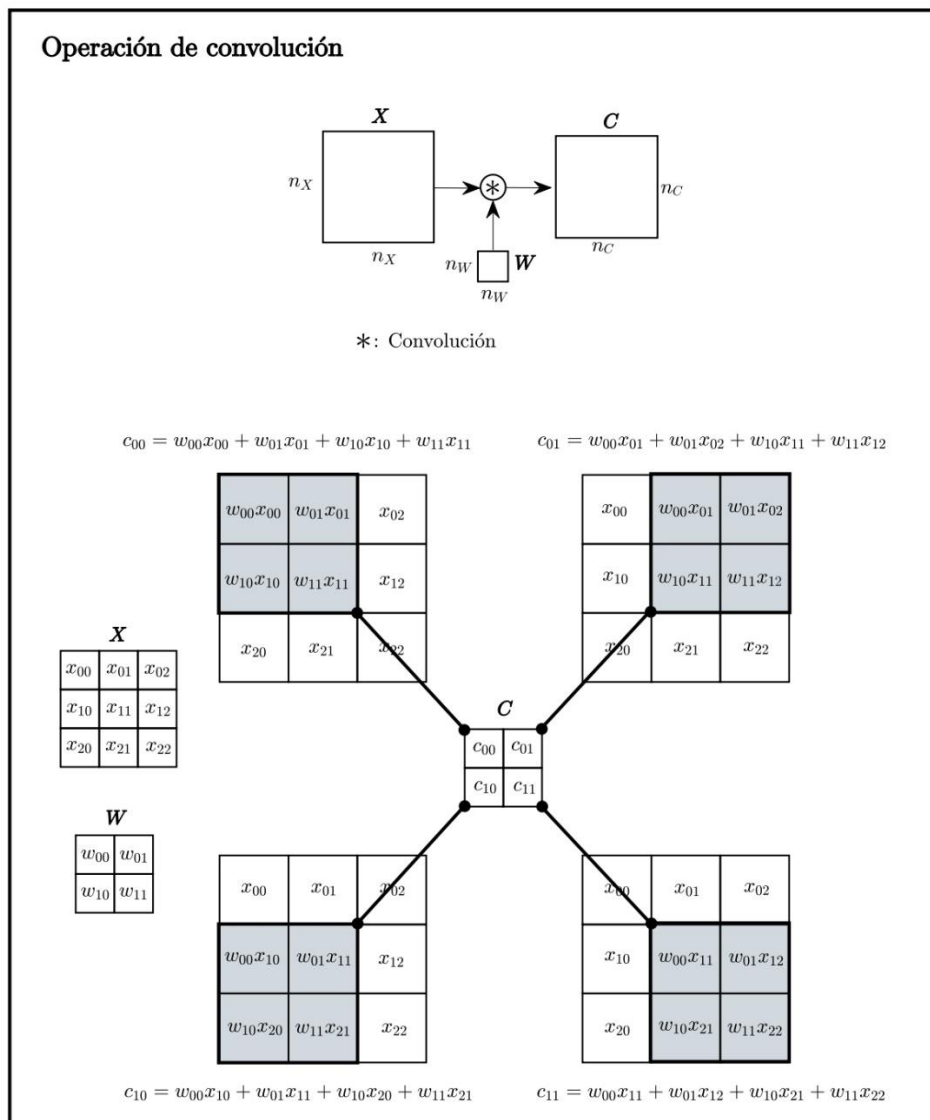 Operación de convolución
X
C
n_X
n_C
n_X
n_C
n_W
W
n_W
*: Convolución
c_00 = w_00x_00 + w_01x_01 + w_10x_10 + w_11x_11
c_01 = w_00x_01 + w_01x_02 + w_10x_11 + w_11x_12
w_00x_00 w_01x_01 x_02
w_10x_10 w_11x_11 x_12
x_20 x_21 x_22
x_00 w_00x_01 w_01x_02
x_10 w_10x_11 w_11x_12
x_20 x_21 x_22
X
x_00 x_01 x_02
x_10 x_11 x_12
x_20 x_21 x_22
C
c_00 c_01
c_10 c_11
W
w_00 w_01
w_10 w_11
x_00 x_01 x_02
w_00x_10 w_01x_11 x_12
w_10x_20 w_11x_21 x_22
x_00 x_01 x_02
x_10 w_00x_11 w_01x_12
x_20 w_10x_21 w_11x_22
c_10 = w_00x_10 + w_01x_11 + w_10x_20 + w_11x_21
c_11 = w_00x_11 + w_01x_12 + w_10x_21 + w_11x_22